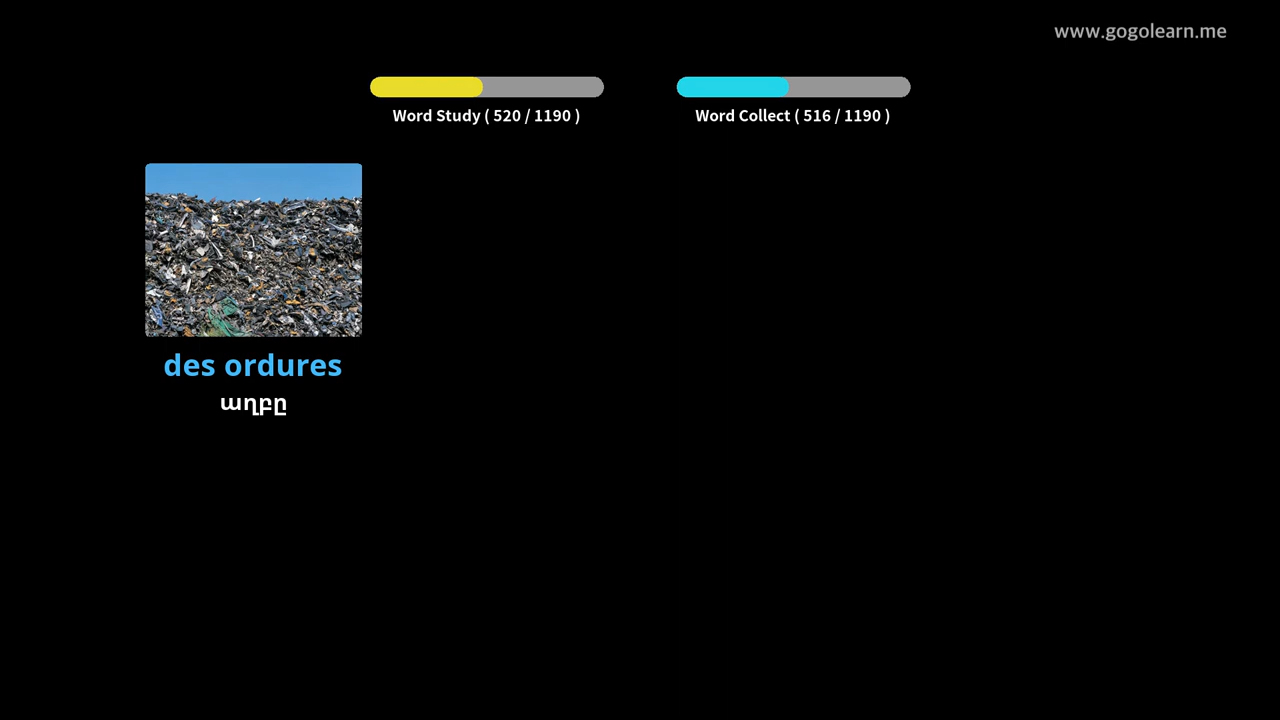 www.gogolearn.me
Word Study ( 520 / 1190 )
Word Collect ( 516 / 1190 )
des ordures
աղբը